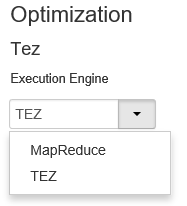 Optimization
Tez
Execution Engine
TEZ
MapReduce
TEZ